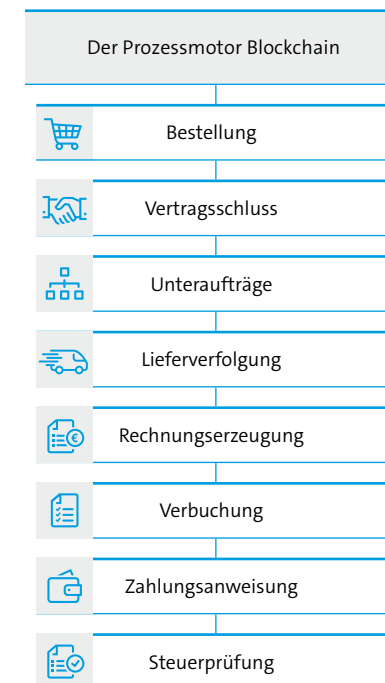 Der Prozessmotor Blockchain
Bestellung
Vertragsschluss
Unteraufträge
Lieferverfolgung
Rechnungserzeugung
Verbuchung
Zahlungsanweisung
Steuerprüfung